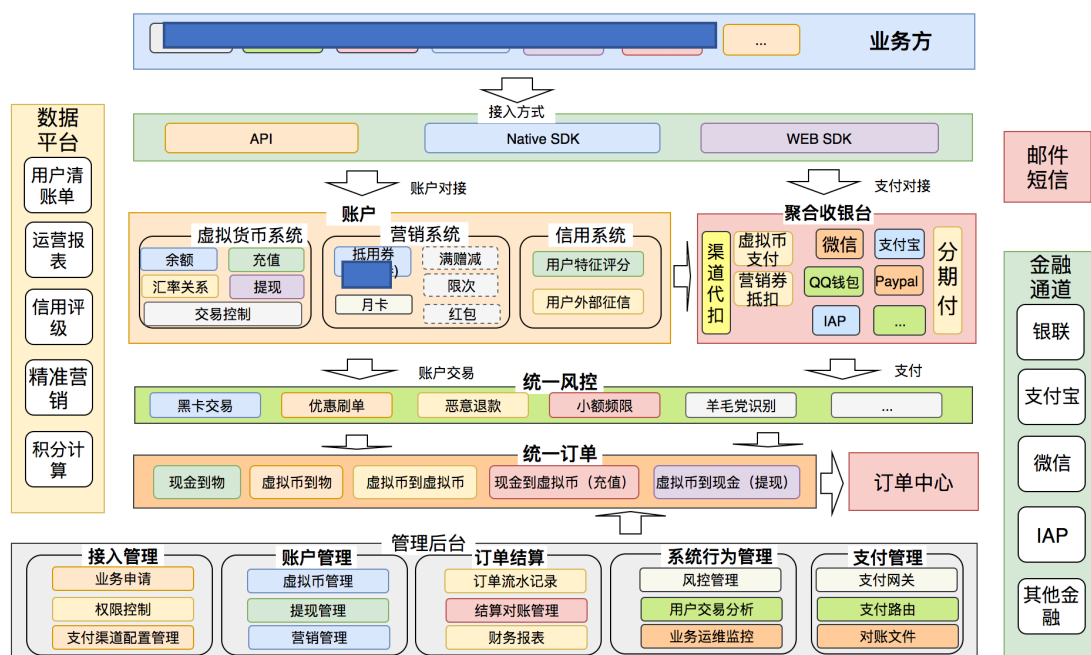 ...
业务方
接入方式
API
Native SDK
WEB SDK
账户对接
支付对接
数据
平台
用户清
账单
运营报
表
信用评
级
精准营
销
积分计
算
账户
虚拟货币系统
余额
充值
汇率关系
提现
交易控制
营销系统
抵用券
)
月卡
满赠减
限次
红包
信用系统
用户特征评分
用户外部征信
聚合收银台
渠
道
代
扣
虚拟币
支付
营销券
抵扣
微信
支付宝
QQ钱包
Paypal
IAP
...
分
期
付
邮件
短信
金融
通道
银联
支付宝
微信
IAP
其他金
融
账户交易
支付
统一风控
黑卡交易
优惠刷单
恶意退款
小额频限
羊毛党识别
...
统一订单
现金到物
虚拟币到物
虚拟币到虚拟币
现金到虚拟币（充值）
虚拟币到现金（提现）
订单中心
管理后台
接入管理
业务申请
权限控制
支付渠道配置管理
账户管理
虚拟币管理
提现管理
营销管理
订单结算
订单流水记录
结算对账管理
财务报表
系统行为管理
风控管理
用户交易分析
业务运维监控
支付管理
支付网关
支付路由
对账文件